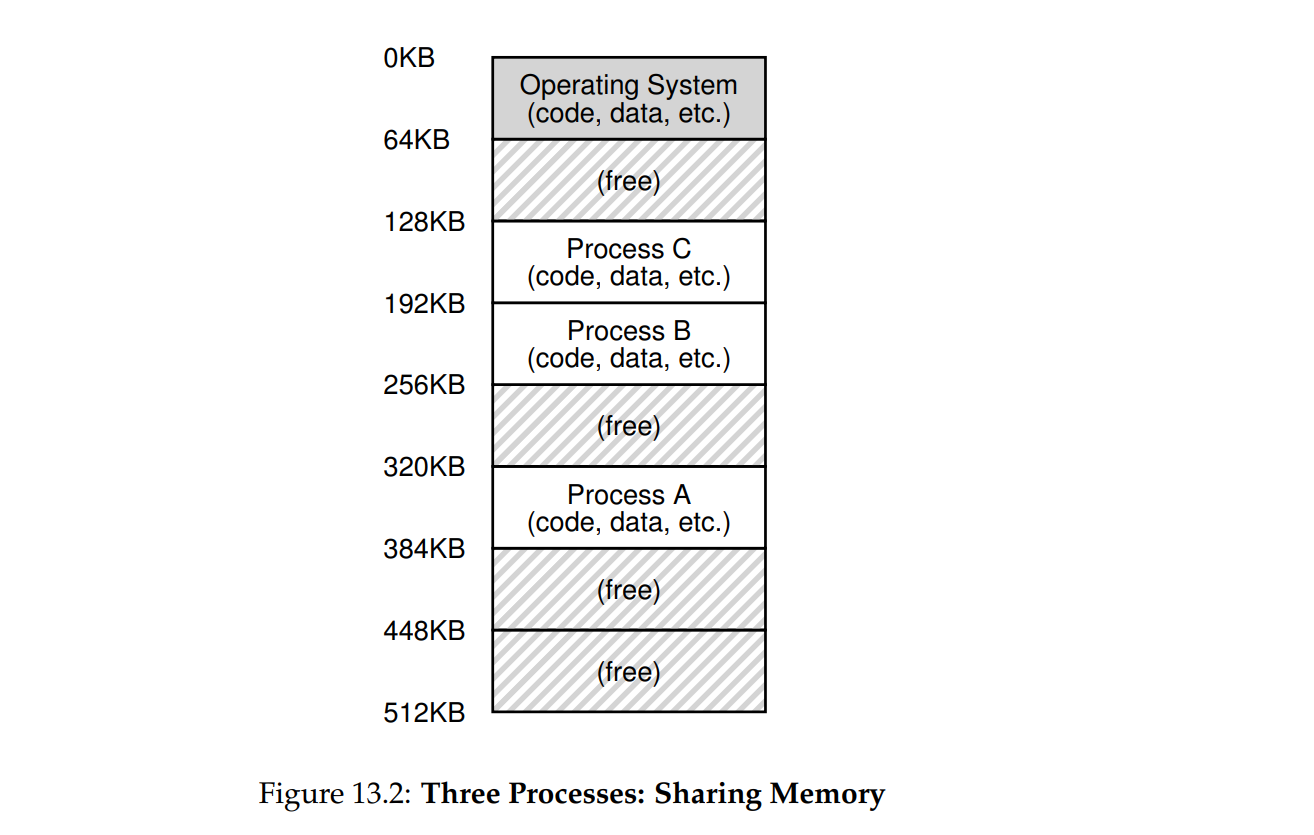 0KB
Operating System
(code, data, etc.)
64KB
(free)
128KB
Process C
(code, data, etc.)
192KB
Process B
(code, data, etc.)
256KB
(free)
320KB
Process A
(code, data, etc.)
384KB
(free)
448KB
(free)
512KB
Figure 13.2: Three Processes: Sharing Memory